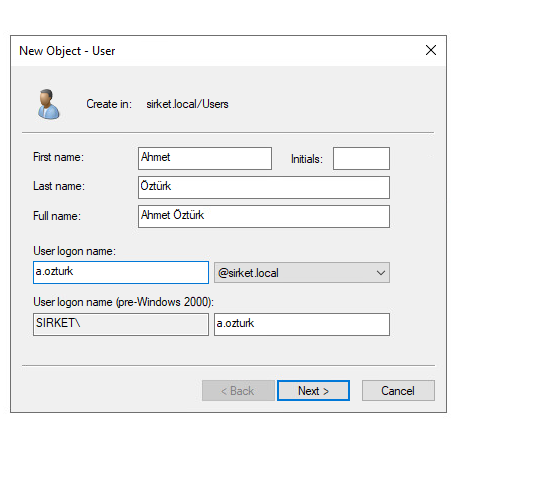 New Object - User
Create in: sirket.local/Users
First name: Ahmet Initials:
Last name: Öztürk
Full name: Ahmet Öztürk
User logon name:
a.ozturk @sirket.local
User logon name (pre-Windows 2000):
SIRKET\ a.ozturk
< Back Next > Cancel